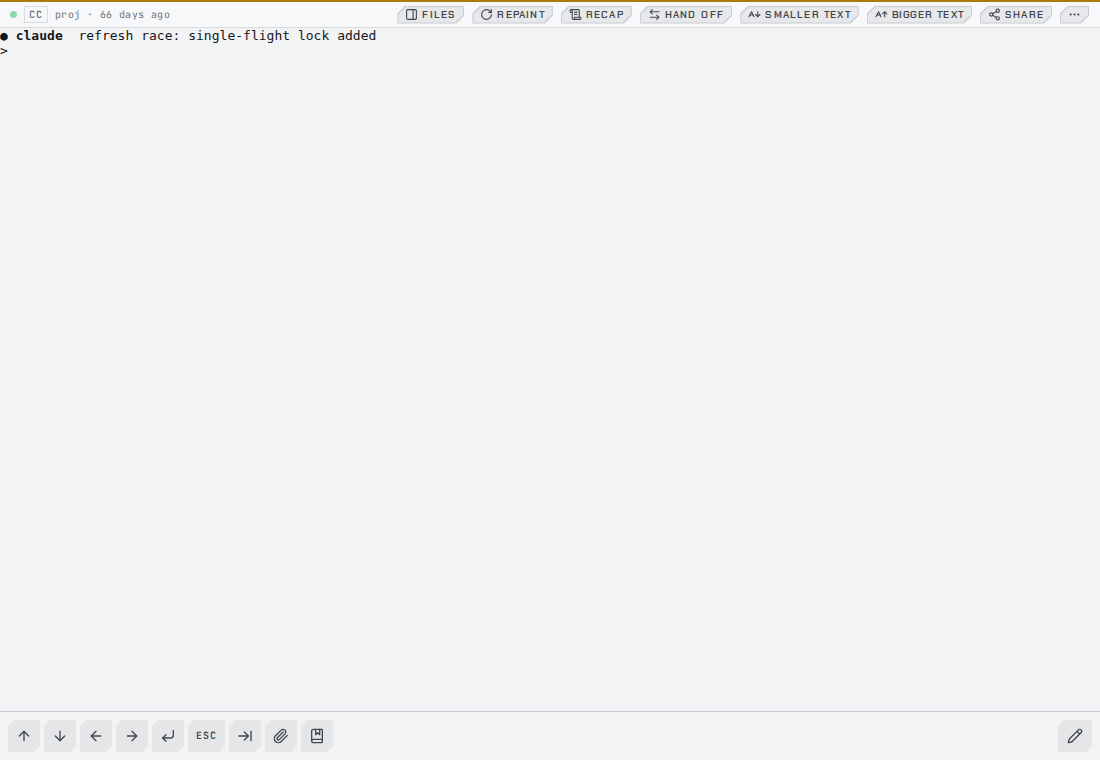 CC proj · 66 days ago FILES REPAINT RECAP HAND OFF SMALLER TEXT BIGGER TEXT SHARE ···
● claude  refresh race: single-flight lock added
>
ESC